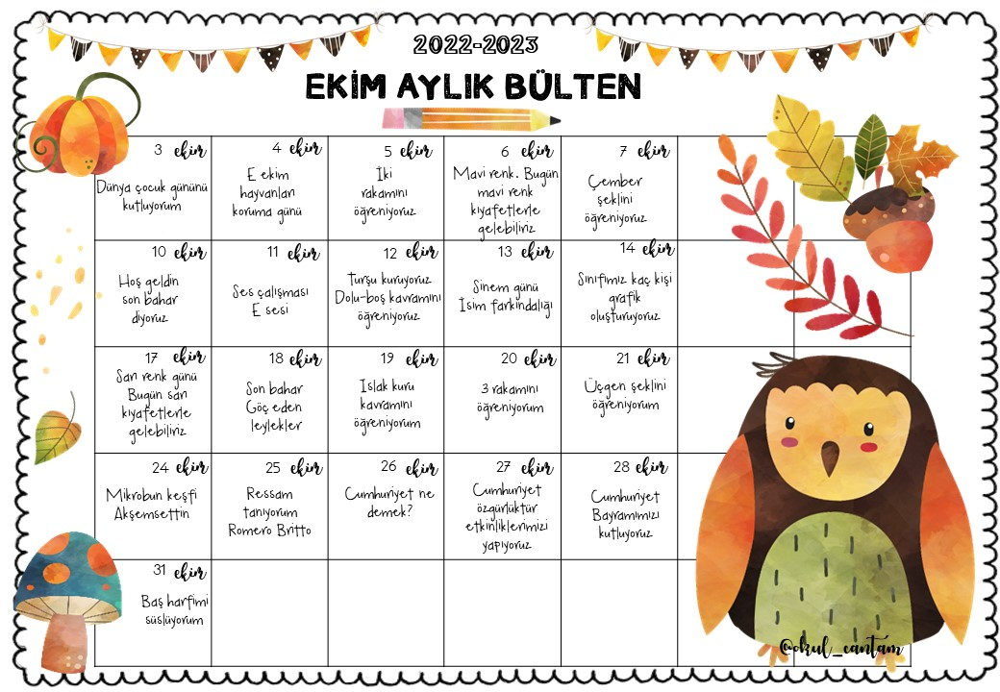 2022-2023
EKİM AYLIK BÜLTEN
3 ekim
Dünya çocuk gününü
kutluyorum
4 ekim
E ekim
hayvanları
koruma günü
5 ekim
İki
rakamını
öğreniyoruz
6 ekim
Mavi renk. Bugün
mavi renk
kıyafetlerle
gelebiliriz
7 ekim
Çember
şeklini
öğreniyoruz
10 ekim
Hoş geldin
son bahar
diyoruz
11 ekim
Ses çalışması
E sesi
12 ekim
Turşu kuruyoruz
Dolu-boş kavramını
öğreniyoruz
13 ekim
Sinem günü
İsim farkındalığı
14 ekim
Sınıfımız kaç kişi
grafik
oluşturuyoruz
17 ekim
Sarı renk günü
Bugün sarı
kıyafetlerle
gelebiliriz
18 ekim
Son bahar
Göç eden
leylekler
19 ekim
Islak kuru
kavramını
öğreniyorum
20 ekim
3 rakamını
öğreniyorum
21 ekim
Üçgen şeklini
öğreniyorum
24 ekim
Mikrobun keşfi
Akşemsettin
25 ekim
Ressam
tanıyorum
Romero Britto
26 ekim
Cumhuriyet ne
demek?
27 ekim
Cumhuriyet
özgürlüktür
etkinliklerimizi
yapıyoruz
28 ekim
Cumhuriyet
Bayramımızı
kutluyoruz
31 ekim
Baş harfimi
süslüyorum
@okul_cantam